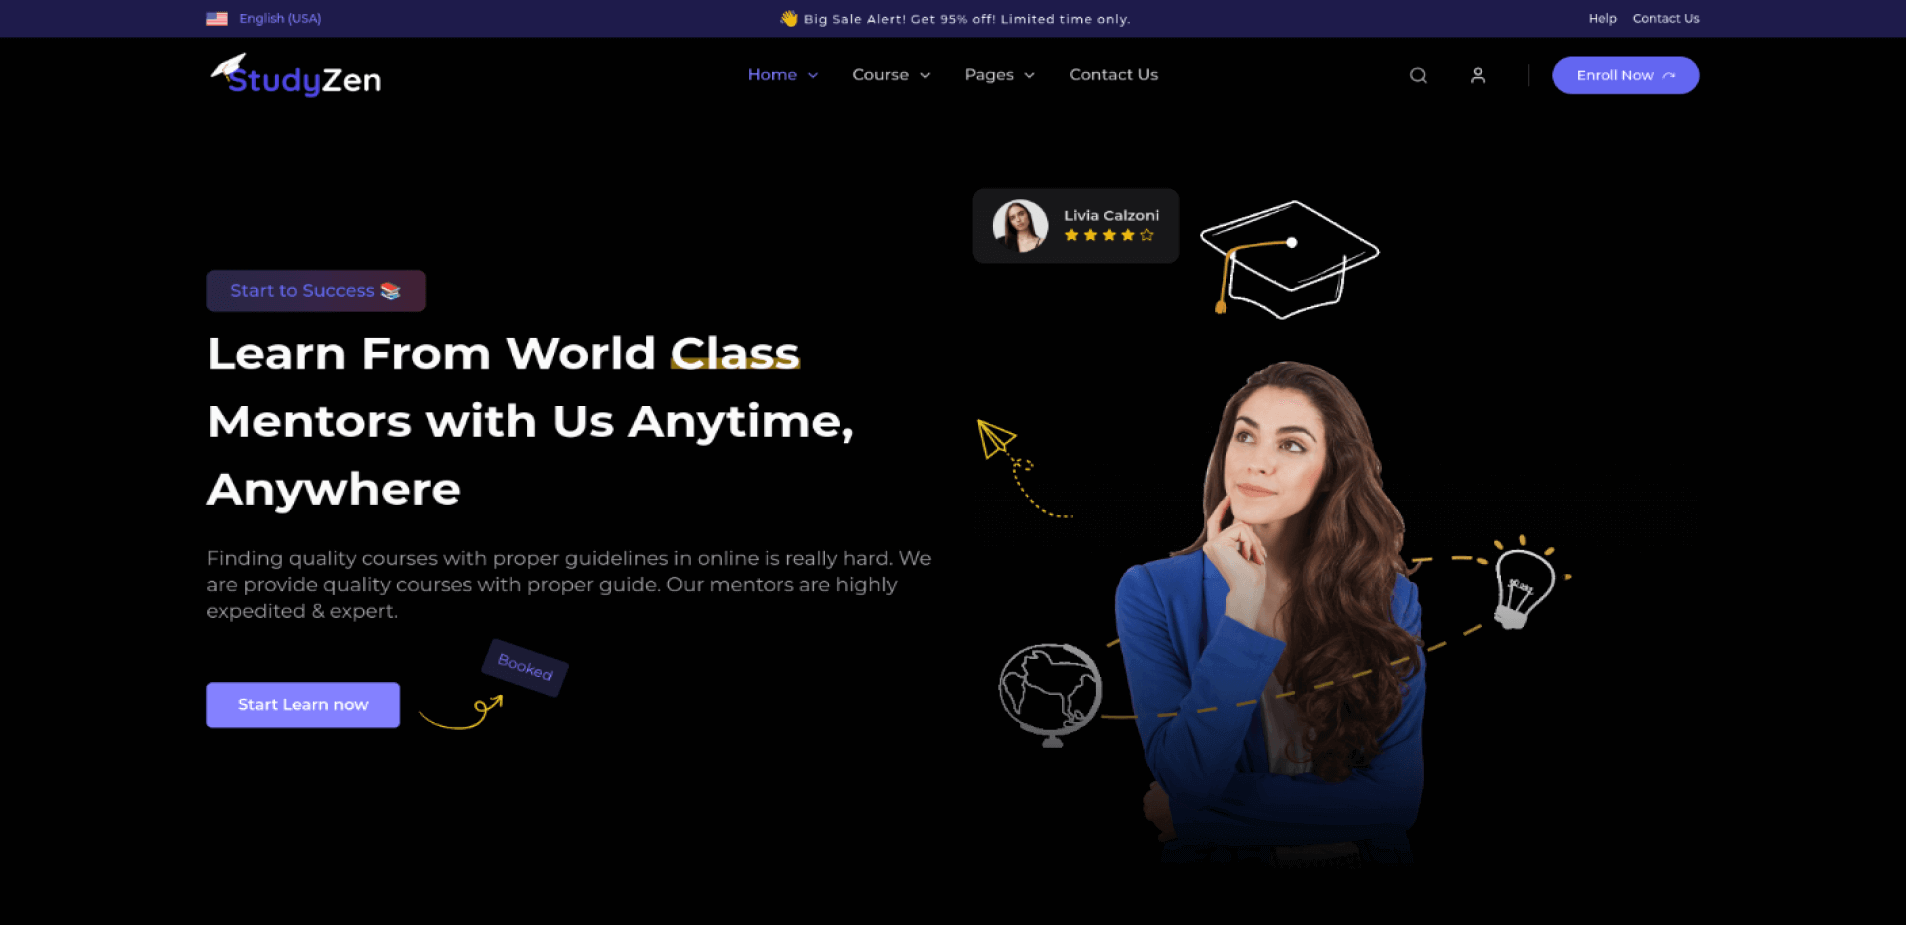 English (USA)
👋 Big Sale Alert! Get 95% off! Limited time only.
Help
Contact Us
StudyZen
Home
Course
Pages
Contact Us
Enroll Now
Livia Calzoni
Start to Success 📚
Learn From World Class
Mentors with Us Anytime,
Anywhere
Finding quality courses with proper guidelines in online is really hard. We
are provide quality courses with proper guide. Our mentors are highly
expedited & expert.
Booked
Start Learn now